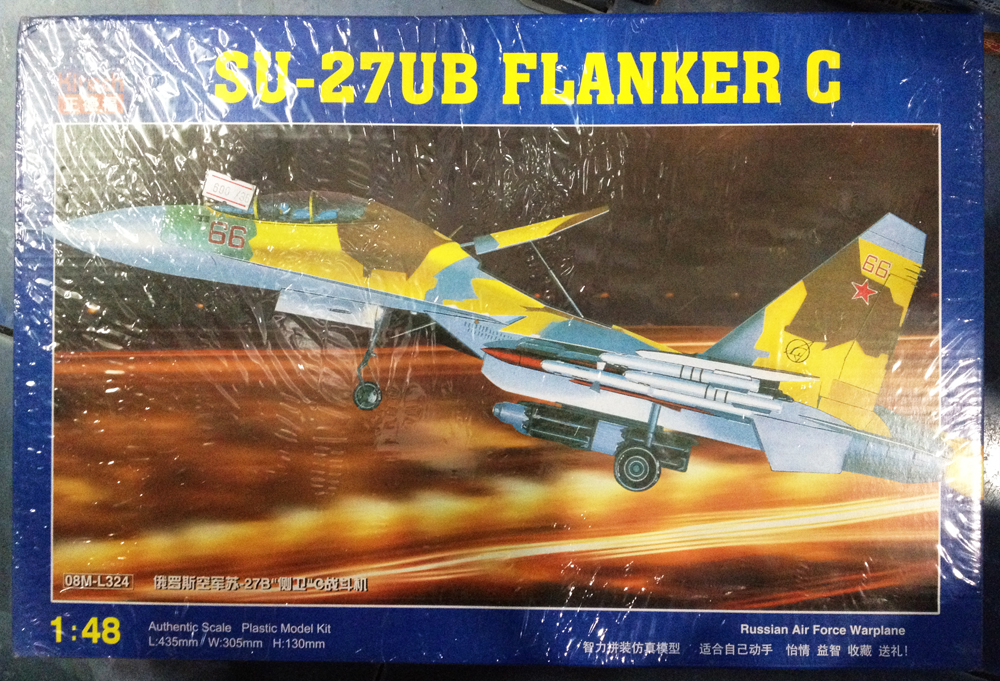 SU-27UB FLANKER C
66
66
08M-L324
俄罗斯空军苏-27B"侧卫"C战斗机
1:48
Authentic Scale Plastic Model Kit
L:435mm W:305mm H:130mm
Russian Air Force Warplane
智力拼装仿真模型 适合自己动手 怡情 益智 收藏 送礼!